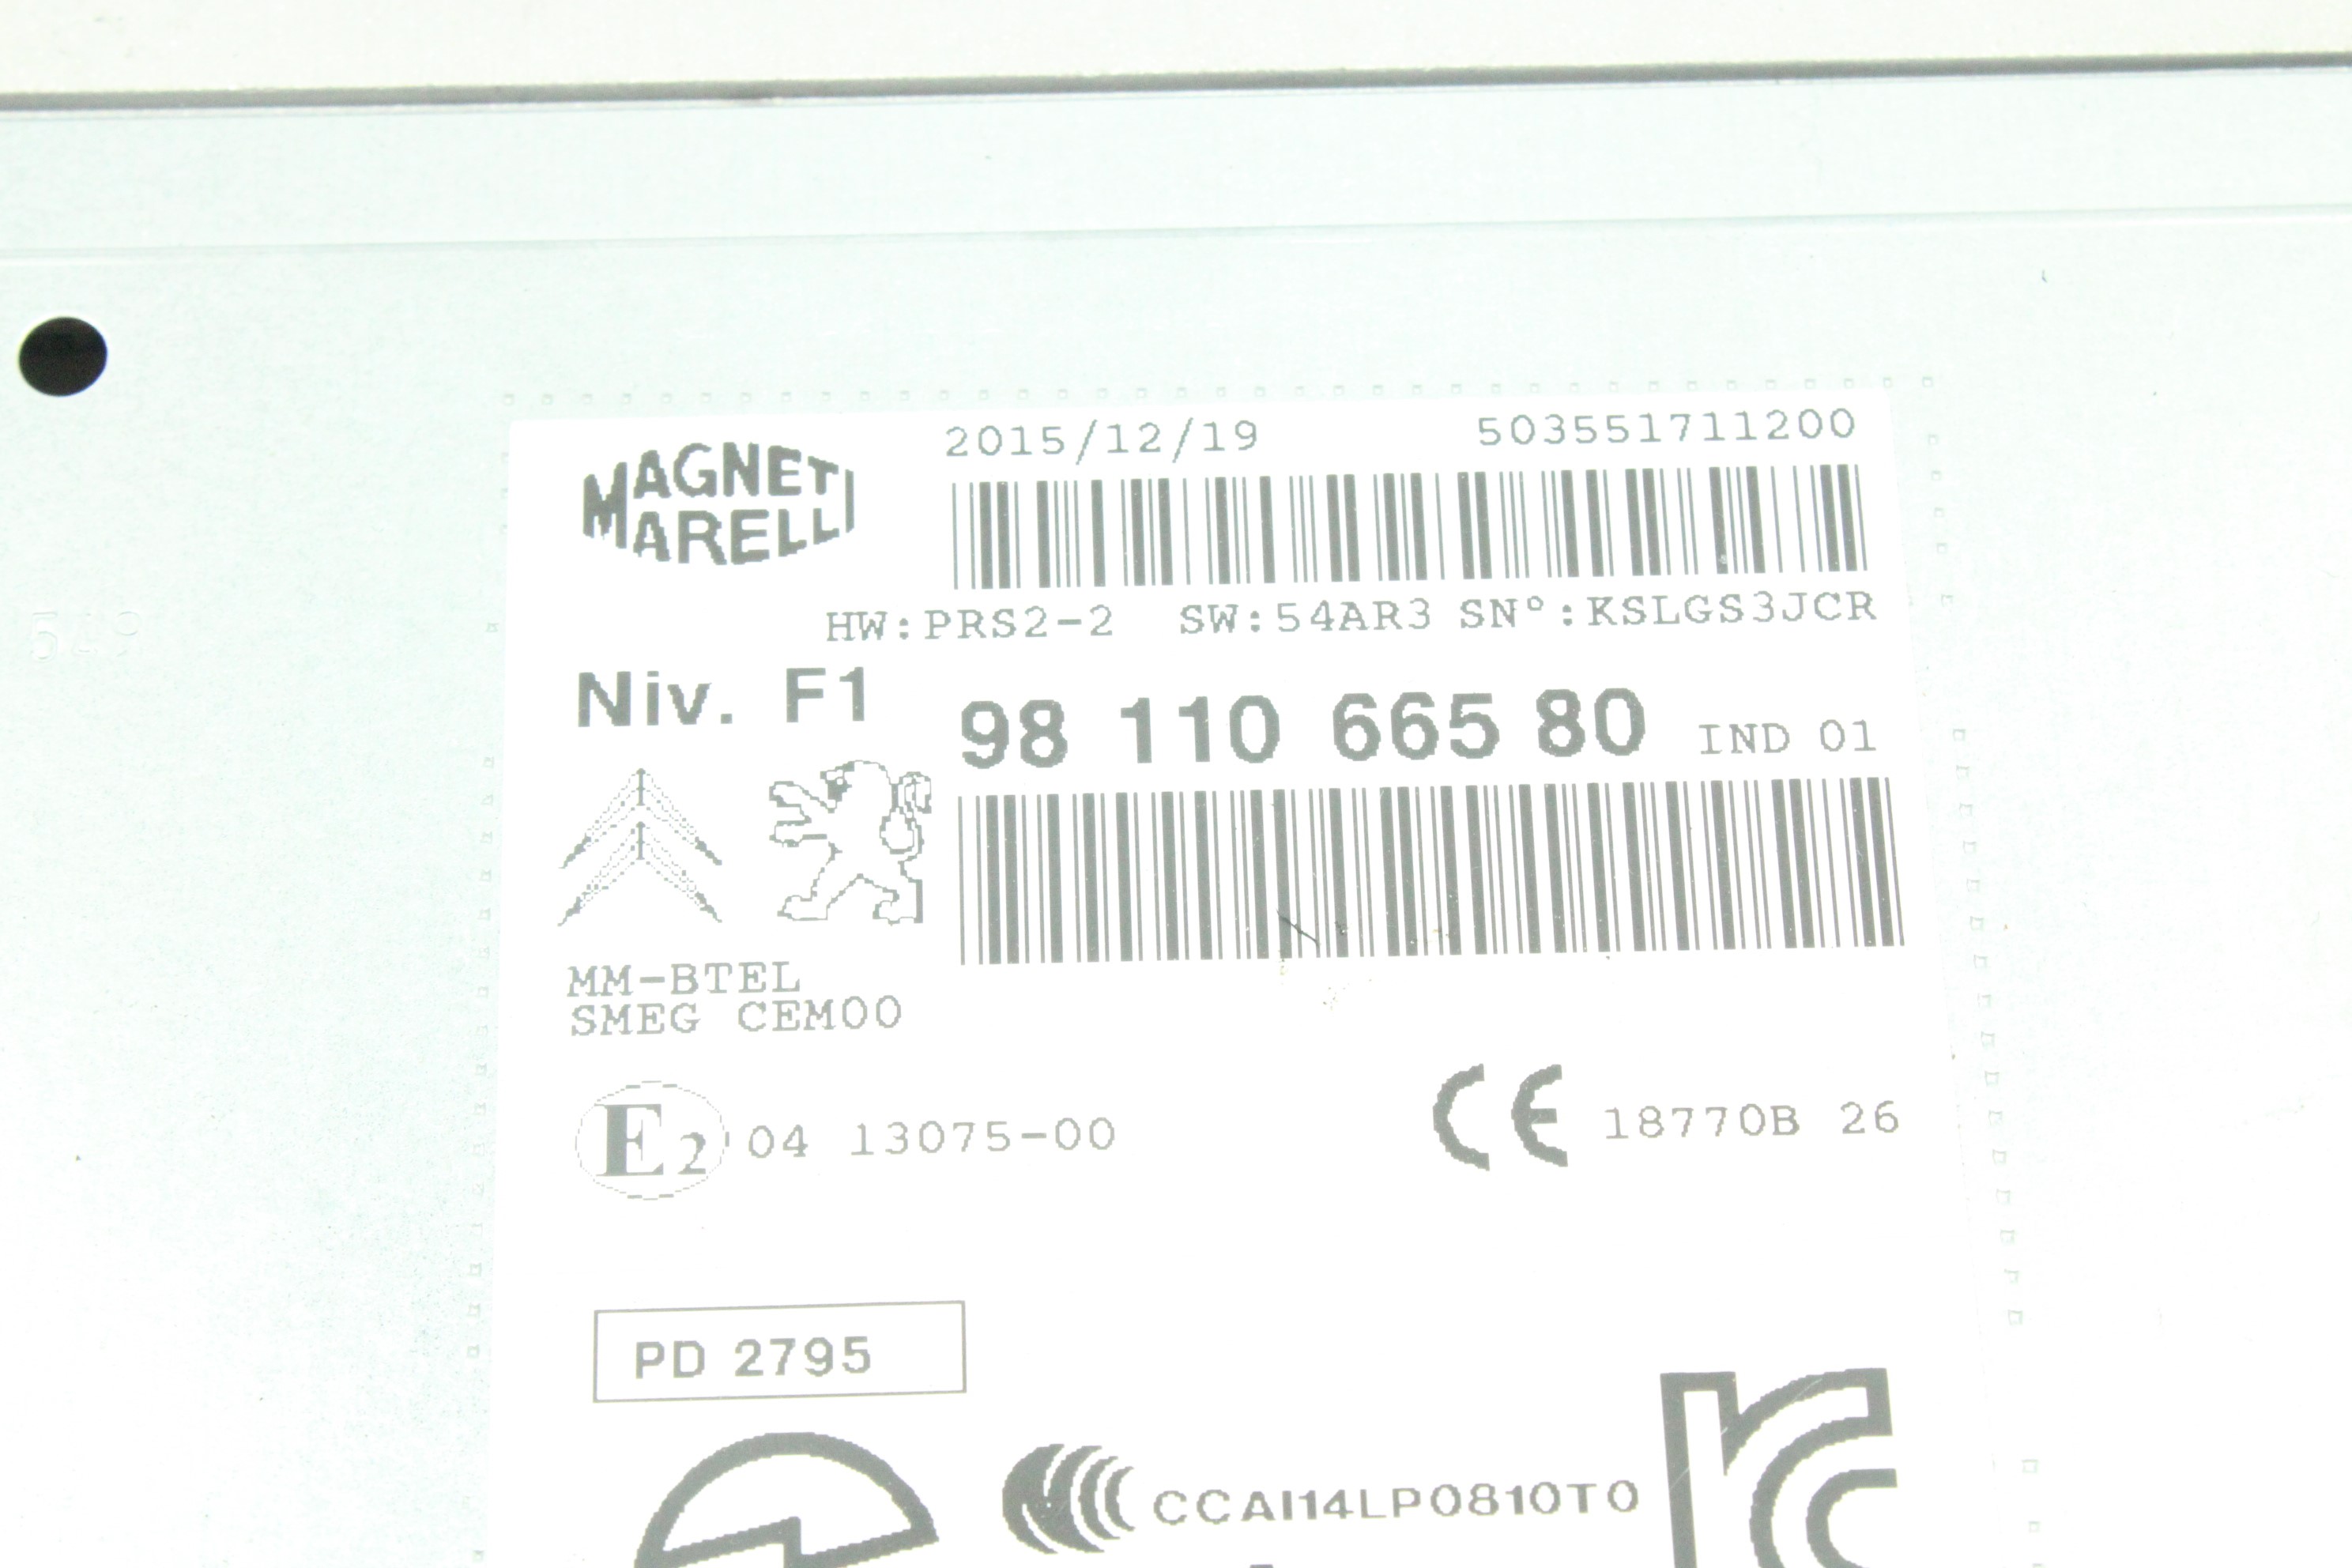 2015/12/19 503551711200
MAGNETI
MARELLI
HW:PRS2-2 SW:54AR3 SN°:KSLGS3JCR
Niv. F1 98 110 665 80 IND 01
MM-BTEL
SMEG CEM00
E2 04 13075-00 CE 18770B 26
PD 2795
CCAI14LP0810T0